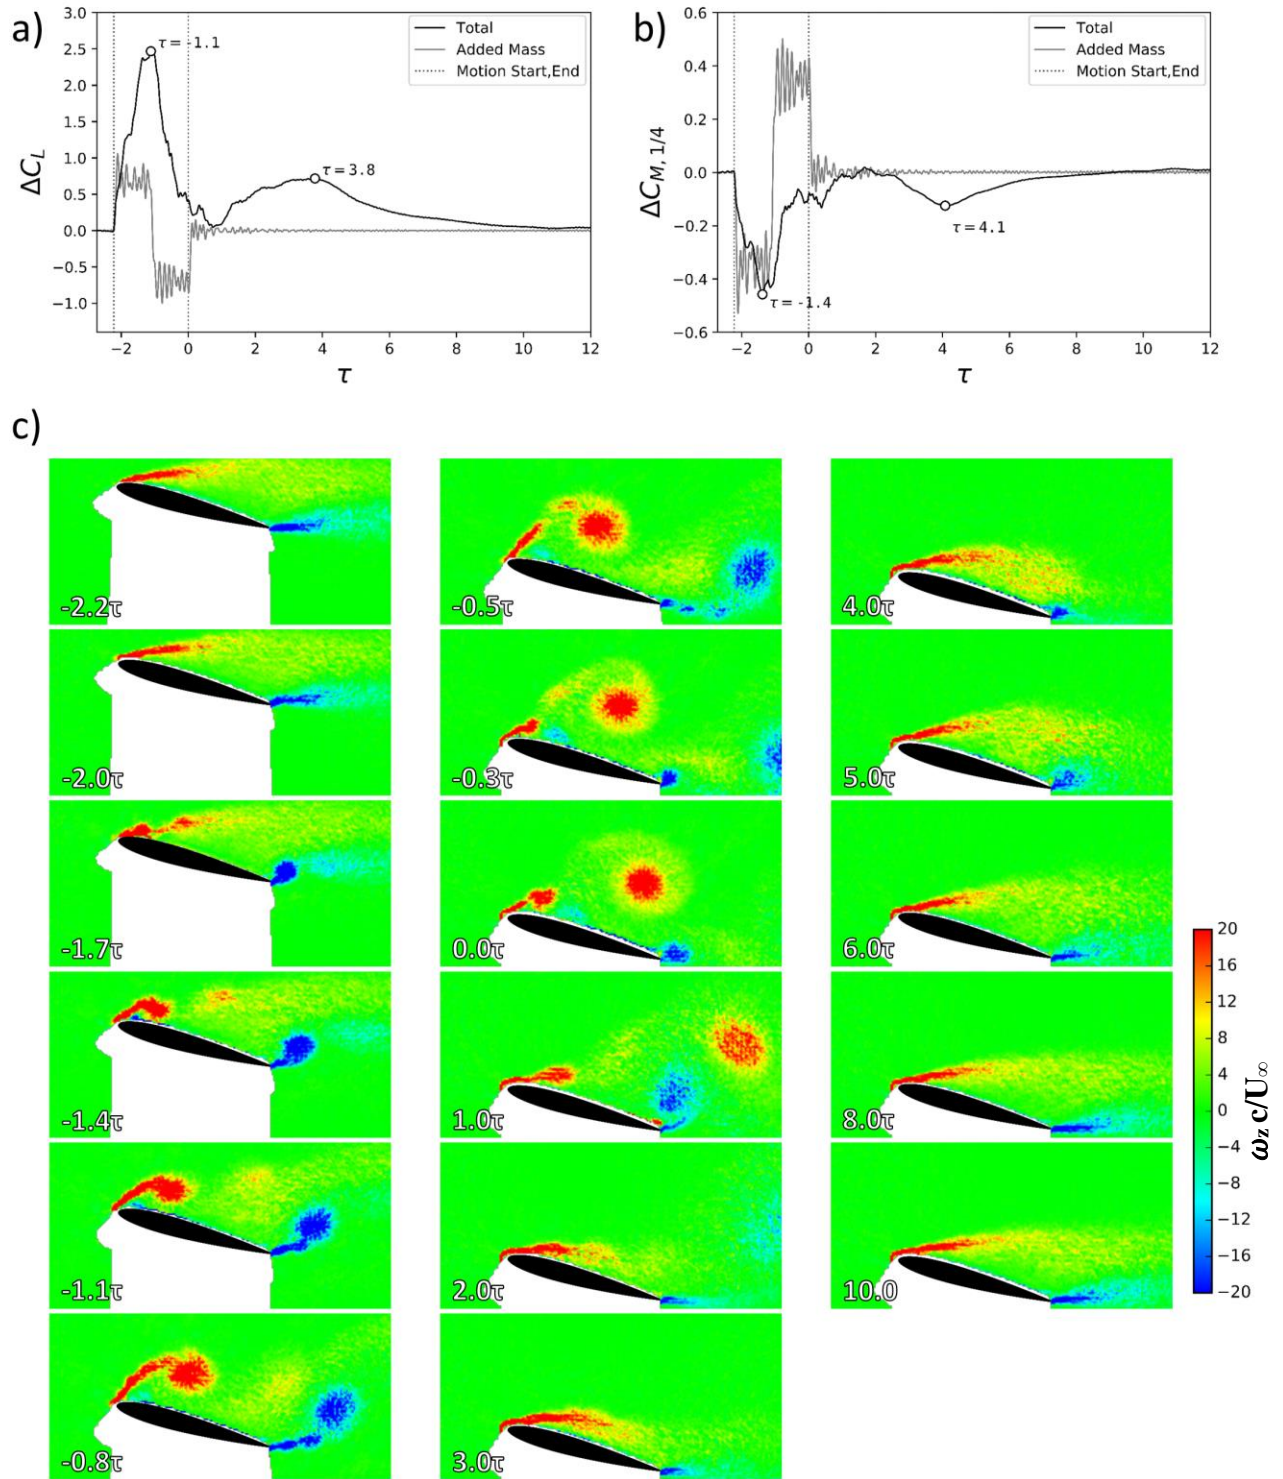 a)
3.0
2.5
2.0
1.5
1.0
0.5
0.0
−0.5
−1.0
ΔC_L
τ = -1.1
τ = 3.8
Total
Added Mass
Motion Start,End
−2 0 2 4 6 8 10 12
τ
b)
0.6
0.4
0.2
0.0
−0.2
−0.4
−0.6
ΔC_{M, 1/4}
τ = -1.4
τ = 4.1
Total
Added Mass
Motion Start,End
−2 0 2 4 6 8 10 12
τ
c)
-2.2τ
-2.0τ
-1.7τ
-1.4τ
-1.1τ
-0.8τ
-0.5τ
-0.3τ
0.0τ
1.0τ
2.0τ
3.0τ
4.0τ
5.0τ
6.0τ
8.0τ
10.0
20
16
12
8
4
0
−4
−8
−12
−16
−20
ω_z c/U_∞